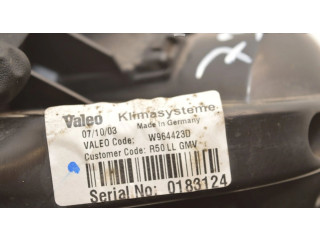 Valeo Klimasysteme
07/10/03 Made in Germany
VALEO Code: W964423D
Customer Code: R50 LL GMV
Serial No: 0183124